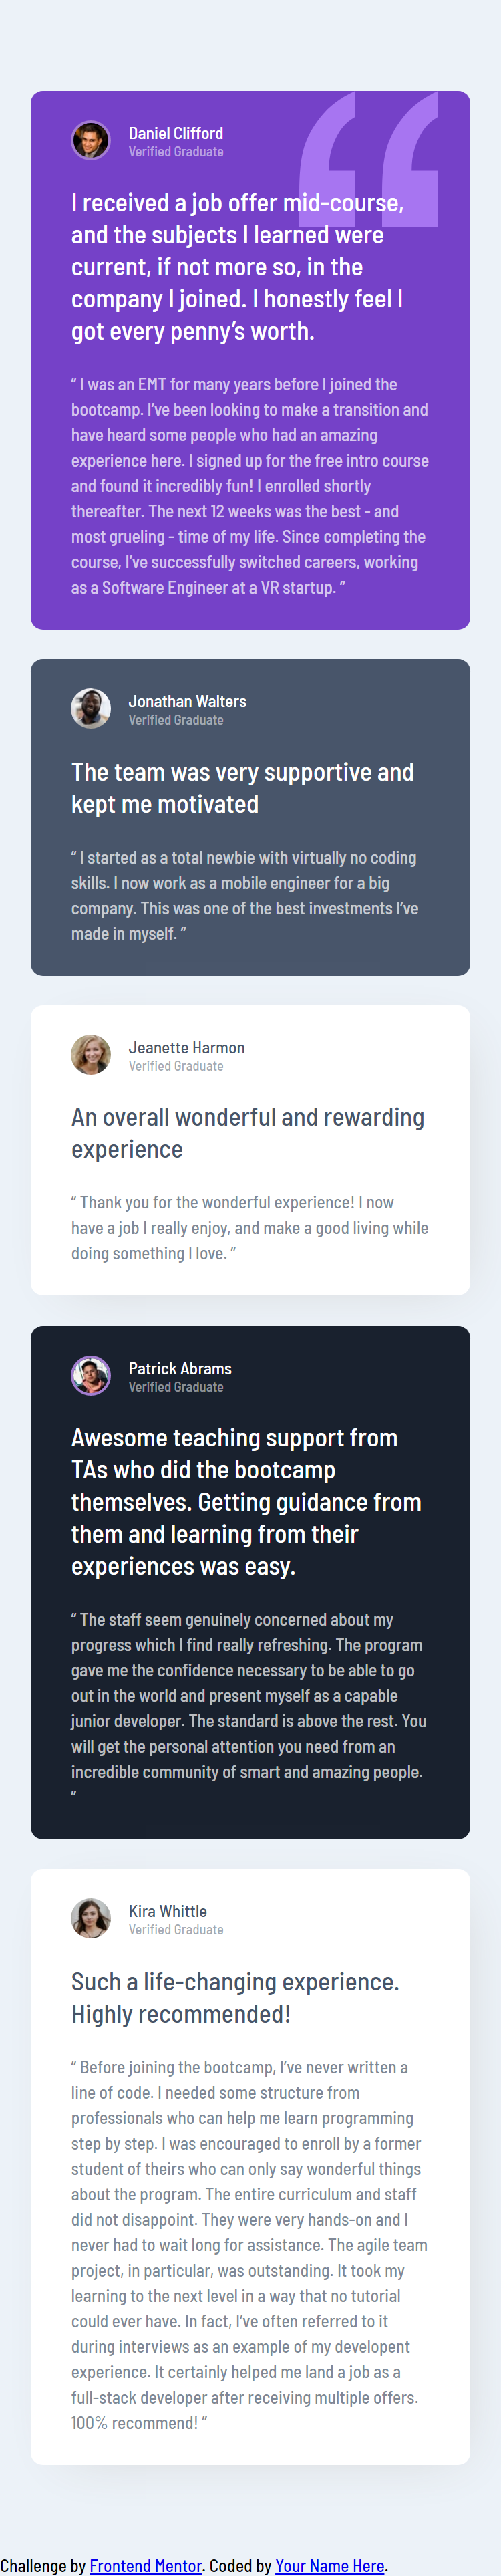 Daniel Clifford
Verified Graduate
I received a job offer mid-course,
and the subjects I learned were
current, if not more so, in the
company I joined. I honestly feel I
got every penny’s worth.
“ I was an EMT for many years before I joined the
bootcamp. I’ve been looking to make a transition and
have heard some people who had an amazing
experience here. I signed up for the free intro course
and found it incredibly fun! I enrolled shortly
thereafter. The next 12 weeks was the best - and
most grueling - time of my life. Since completing the
course, I’ve successfully switched careers, working
as a Software Engineer at a VR startup. ”
Jonathan Walters
Verified Graduate
The team was very supportive and
kept me motivated
“ I started as a total newbie with virtually no coding
skills. I now work as a mobile engineer for a big
company. This was one of the best investments I’ve
made in myself. ”
Jeanette Harmon
Verified Graduate
An overall wonderful and rewarding
experience
“ Thank you for the wonderful experience! I now
have a job I really enjoy, and make a good living while
doing something I love. ”
Patrick Abrams
Verified Graduate
Awesome teaching support from
TAs who did the bootcamp
themselves. Getting guidance from
them and learning from their
experiences was easy.
“ The staff seem genuinely concerned about my
progress which I find really refreshing. The program
gave me the confidence necessary to be able to go
out in the world and present myself as a capable
junior developer. The standard is above the rest. You
will get the personal attention you need from an
incredible community of smart and amazing people.
”
Kira Whittle
Verified Graduate
Such a life-changing experience.
Highly recommended!
“ Before joining the bootcamp, I’ve never written a
line of code. I needed some structure from
professionals who can help me learn programming
step by step. I was encouraged to enroll by a former
student of theirs who can only say wonderful things
about the program. The entire curriculum and staff
did not disappoint. They were very hands-on and I
never had to wait long for assistance. The agile team
project, in particular, was outstanding. It took my
learning to the next level in a way that no tutorial
could ever have. In fact, I’ve often referred to it
during interviews as an example of my developent
experience. It certainly helped me land a job as a
full-stack developer after receiving multiple offers.
100% recommend! ”
Challenge by Frontend Mentor. Coded by Your Name Here.